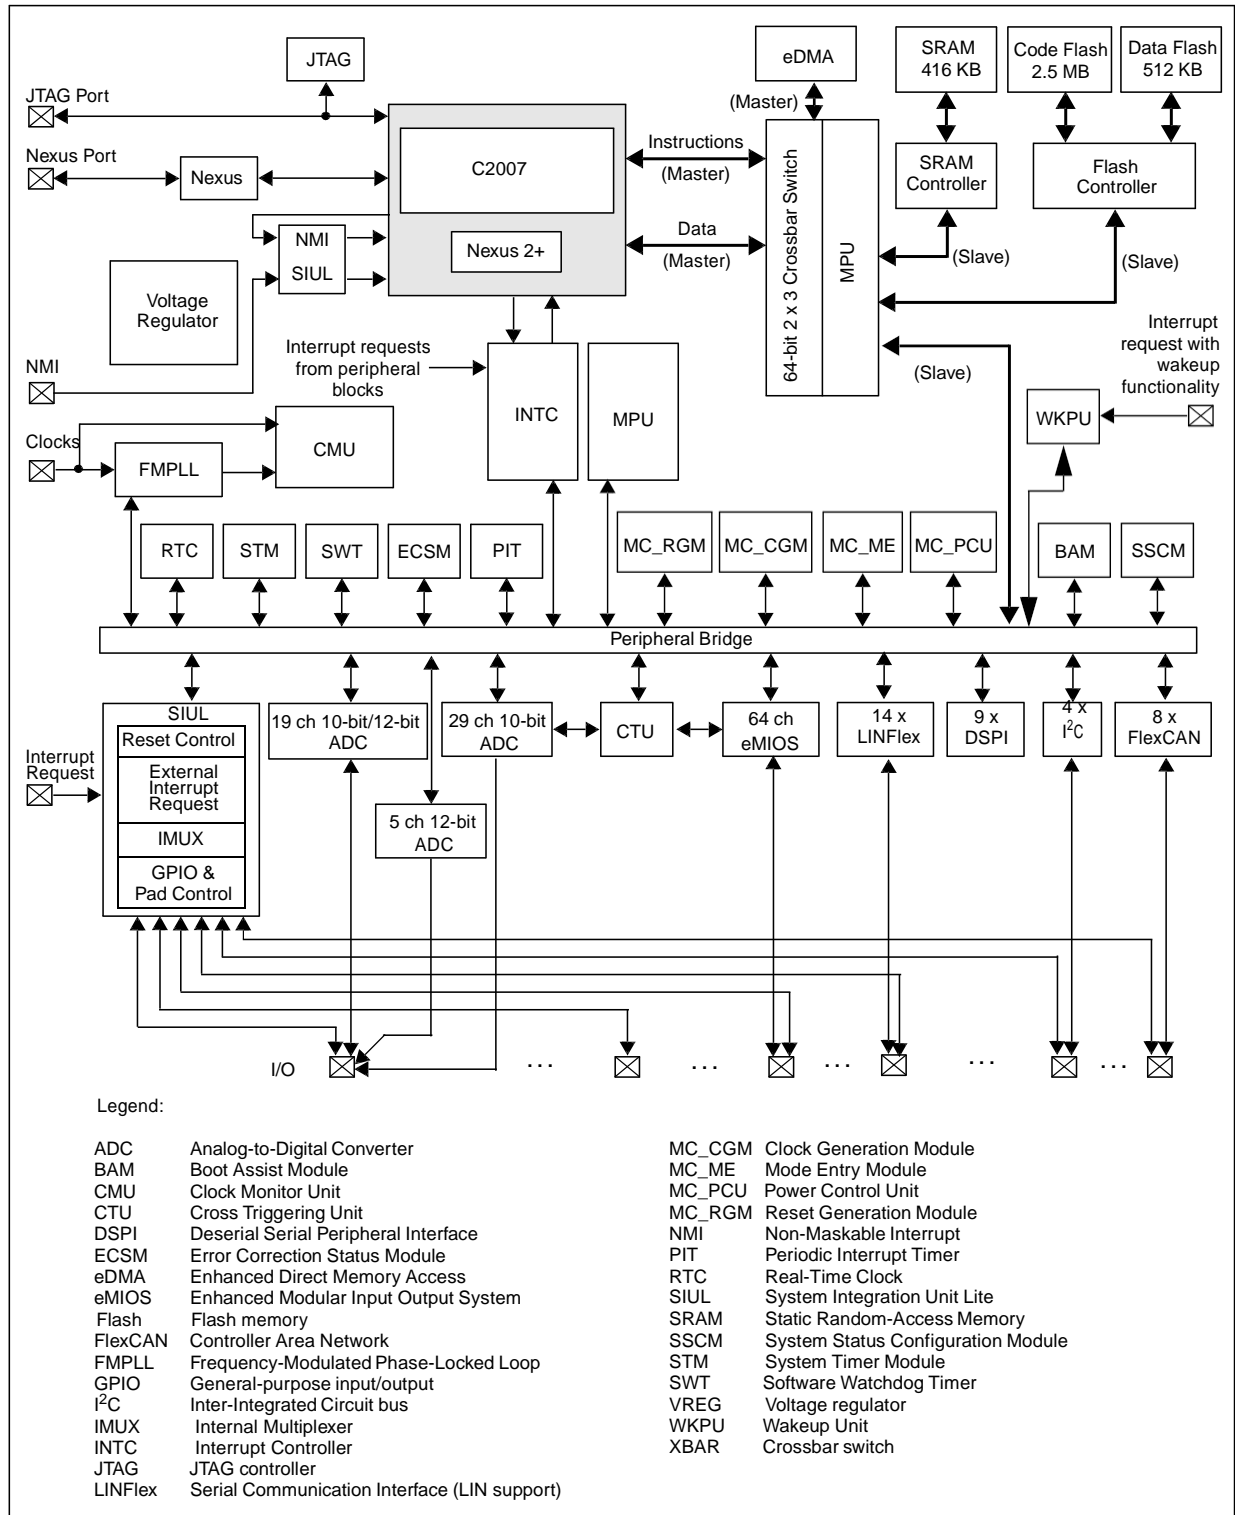 JTAG
eDMA
SRAM
416 KB
Code Flash
2.5 MB
Data Flash
512 KB
JTAG Port
(Master)
Nexus Port
Nexus
C2007
Instructions
(Master)
SRAM
Controller
Flash
Controller
NMI
SIUL
Nexus 2+
Data
(Master)
64-bit 2 x 3 Crossbar Switch
MPU
(Slave)
(Slave)
Voltage
Regulator
Interrupt
request with
wakeup
functionality
NMI
Interrupt requests
from peripheral
blocks
INTC
MPU
(Slave)
WKPU
Clocks
FMPLL
CMU
RTC
STM
SWT
ECSM
PIT
MC_RGM
MC_CGM
MC_ME
MC_PCU
BAM
SSCM
Peripheral Bridge
SIUL
Reset Control
External
Interrupt
Request
IMUX
GPIO &
Pad Control
Interrupt
Request
19 ch 10-bit/12-bit
ADC
29 ch 10-bit
ADC
CTU
64 ch
eMIOS
14 x
LINFlex
9 x
DSPI
4 x
I2C
8 x
FlexCAN
5 ch 12-bit
ADC
I/O
. . .
. . .
. . .
. . .
. . .
Legend:
ADC Analog-to-Digital Converter
BAM Boot Assist Module
CMU Clock Monitor Unit
CTU Cross Triggering Unit
DSPI Deserial Serial Peripheral Interface
ECSM Error Correction Status Module
eDMA Enhanced Direct Memory Access
eMIOS Enhanced Modular Input Output System
Flash Flash memory
FlexCAN Controller Area Network
FMPLL Frequency-Modulated Phase-Locked Loop
GPIO General-purpose input/output
I2C Inter-Integrated Circuit bus
IMUX Internal Multiplexer
INTC Interrupt Controller
JTAG JTAG controller
LINFlex Serial Communication Interface (LIN support)
MC_CGM Clock Generation Module
MC_ME Mode Entry Module
MC_PCU Power Control Unit
MC_RGM Reset Generation Module
NMI Non-Maskable Interrupt
PIT Periodic Interrupt Timer
RTC Real-Time Clock
SIUL System Integration Unit Lite
SRAM Static Random-Access Memory
SSCM System Status Configuration Module
STM System Timer Module
SWT Software Watchdog Timer
VREG Voltage regulator
WKPU Wakeup Unit
XBAR Crossbar switch